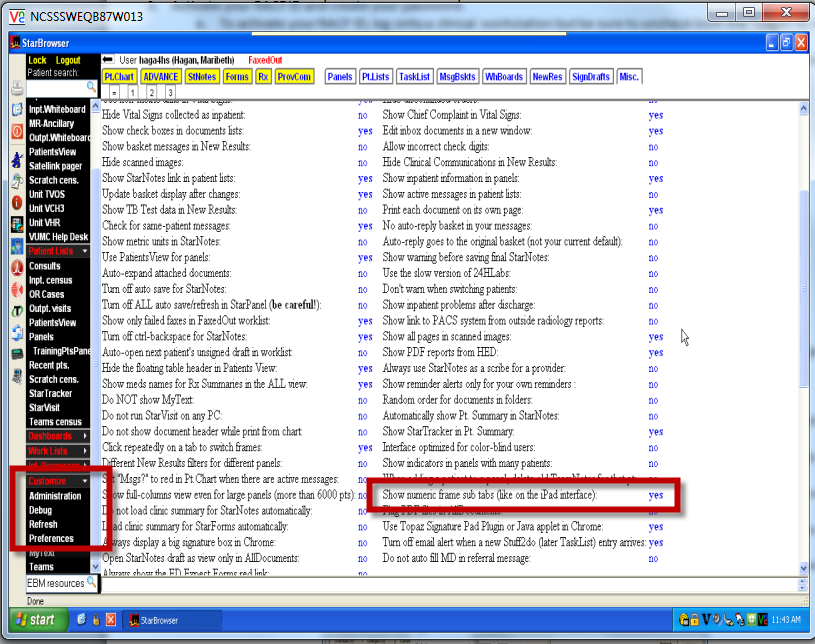 NCSSSWEQB87W013
StarBrowser
Lock Logout
Patient search:
User haga4hs (Hagan, Maribeth) FaxedOut
Pt.Chart ADVANCE StNotes Forms Rx ProvCom Panels Pt.Lists TaskList MsgBskts WhBoards NewRes SignDrafts Misc.
= 1 2 3
Inpt.Whiteboard
MR-Ancillary
Outpt.Whiteboard
PatientsView
Satellink pager
Scratch cens.
Unit TVOS
Unit VCH3
Unit VHR
VUMC Help Desk
Patient Lists
Consults
Inpt. census
OR Cases
Outpt. visits
PatientsView
Panels
TrainingPtsPane
Recent pts.
Scratch cens.
StarTracker
StarVisit
Teams census
Dashboards
Work Lists
Customize
Administration
Debug
Refresh
Preferences
MyText
Teams
EBM resources
Hide Vital Signs collected as inpatient: no Show Chief Complaint in Vital Signs: yes
Show check boxes in documents lists: yes Edit inbox documents in a new window: yes
Show basket messages in New Results: no Allow incorrect check digits: no
Hide scanned images: no Hide Clinical Communications in New Results: no
Show StarNotes link in patient lists: yes Show inpatient information in panels: yes
Update basket display after changes: no Show active messages in patient lists: no
Show TB Test data in New Results: no Print each document on its own page: yes
Check for same-patient messages: yes No auto-reply basket in your messages: no
Show metric units in StarNotes: no Auto-reply goes to the original basket (not your current default): no
Use PatientsView for panels: no Show warning before saving final StarNotes: no
Auto-expand attached documents: no Use the slow version of 24HLabs: no
Turn off auto save for StarNotes: no Don't warn when switching patients: no
Turn off ALL auto save/refresh in StarPanel (be careful!): no Show inpatient problems after discharge: no
Show only failed faxes in FaxedOut worklist: yes Show link to PACS system from outside radiology reports: no
Turn off ctrl-backspace for StarNotes: yes Show all pages in scanned images: yes
Auto-open next patient's unsigned draft in worklist: no Show PDF reports from HED: yes
Hide the floating table header in Patients View: yes Always use StarNotes as a scribe for a provider: no
Show meds names for Rx Summaries in the ALL view: yes Show reminder alerts only for your own reminders : no
Do NOT show MyText: no Random order for documents in folders: no
Do not run StarVisit on any PC: no Automatically show Pt. Summary in StarNotes: no
Do not show document header while print from chart: no Show StarTracker in Pt. Summary: yes
Click repeatedly on a tab to switch frames: yes Interface optimized for color-blind users: no
Different New Results filters for different panels: no Show indicators in panels with many patients: no
"Msgs?" to red in Pt Chart when there are active messages: no
Show full-columns view even for large panels (more than 6000 pts): no Show numeric frame sub tabs (like on the iPad interface): yes
Do not load clinic summary for StarNotes automatically: no
Load clinic summary for StarForms automatically: no Use Topaz Signature Pad Plugin or Java applet in Chrome: yes
Always display a big signature box in Chrome: no Turn off email alert when a new Stuff2do (later TaskList) entry arrives: yes
Open StarNotes draft as view only in AllDocuments: no Do not auto fill MD in referral message: no
Always show the ED Expect Forms red link: no
Done
start StarBrowser 11:43 AM